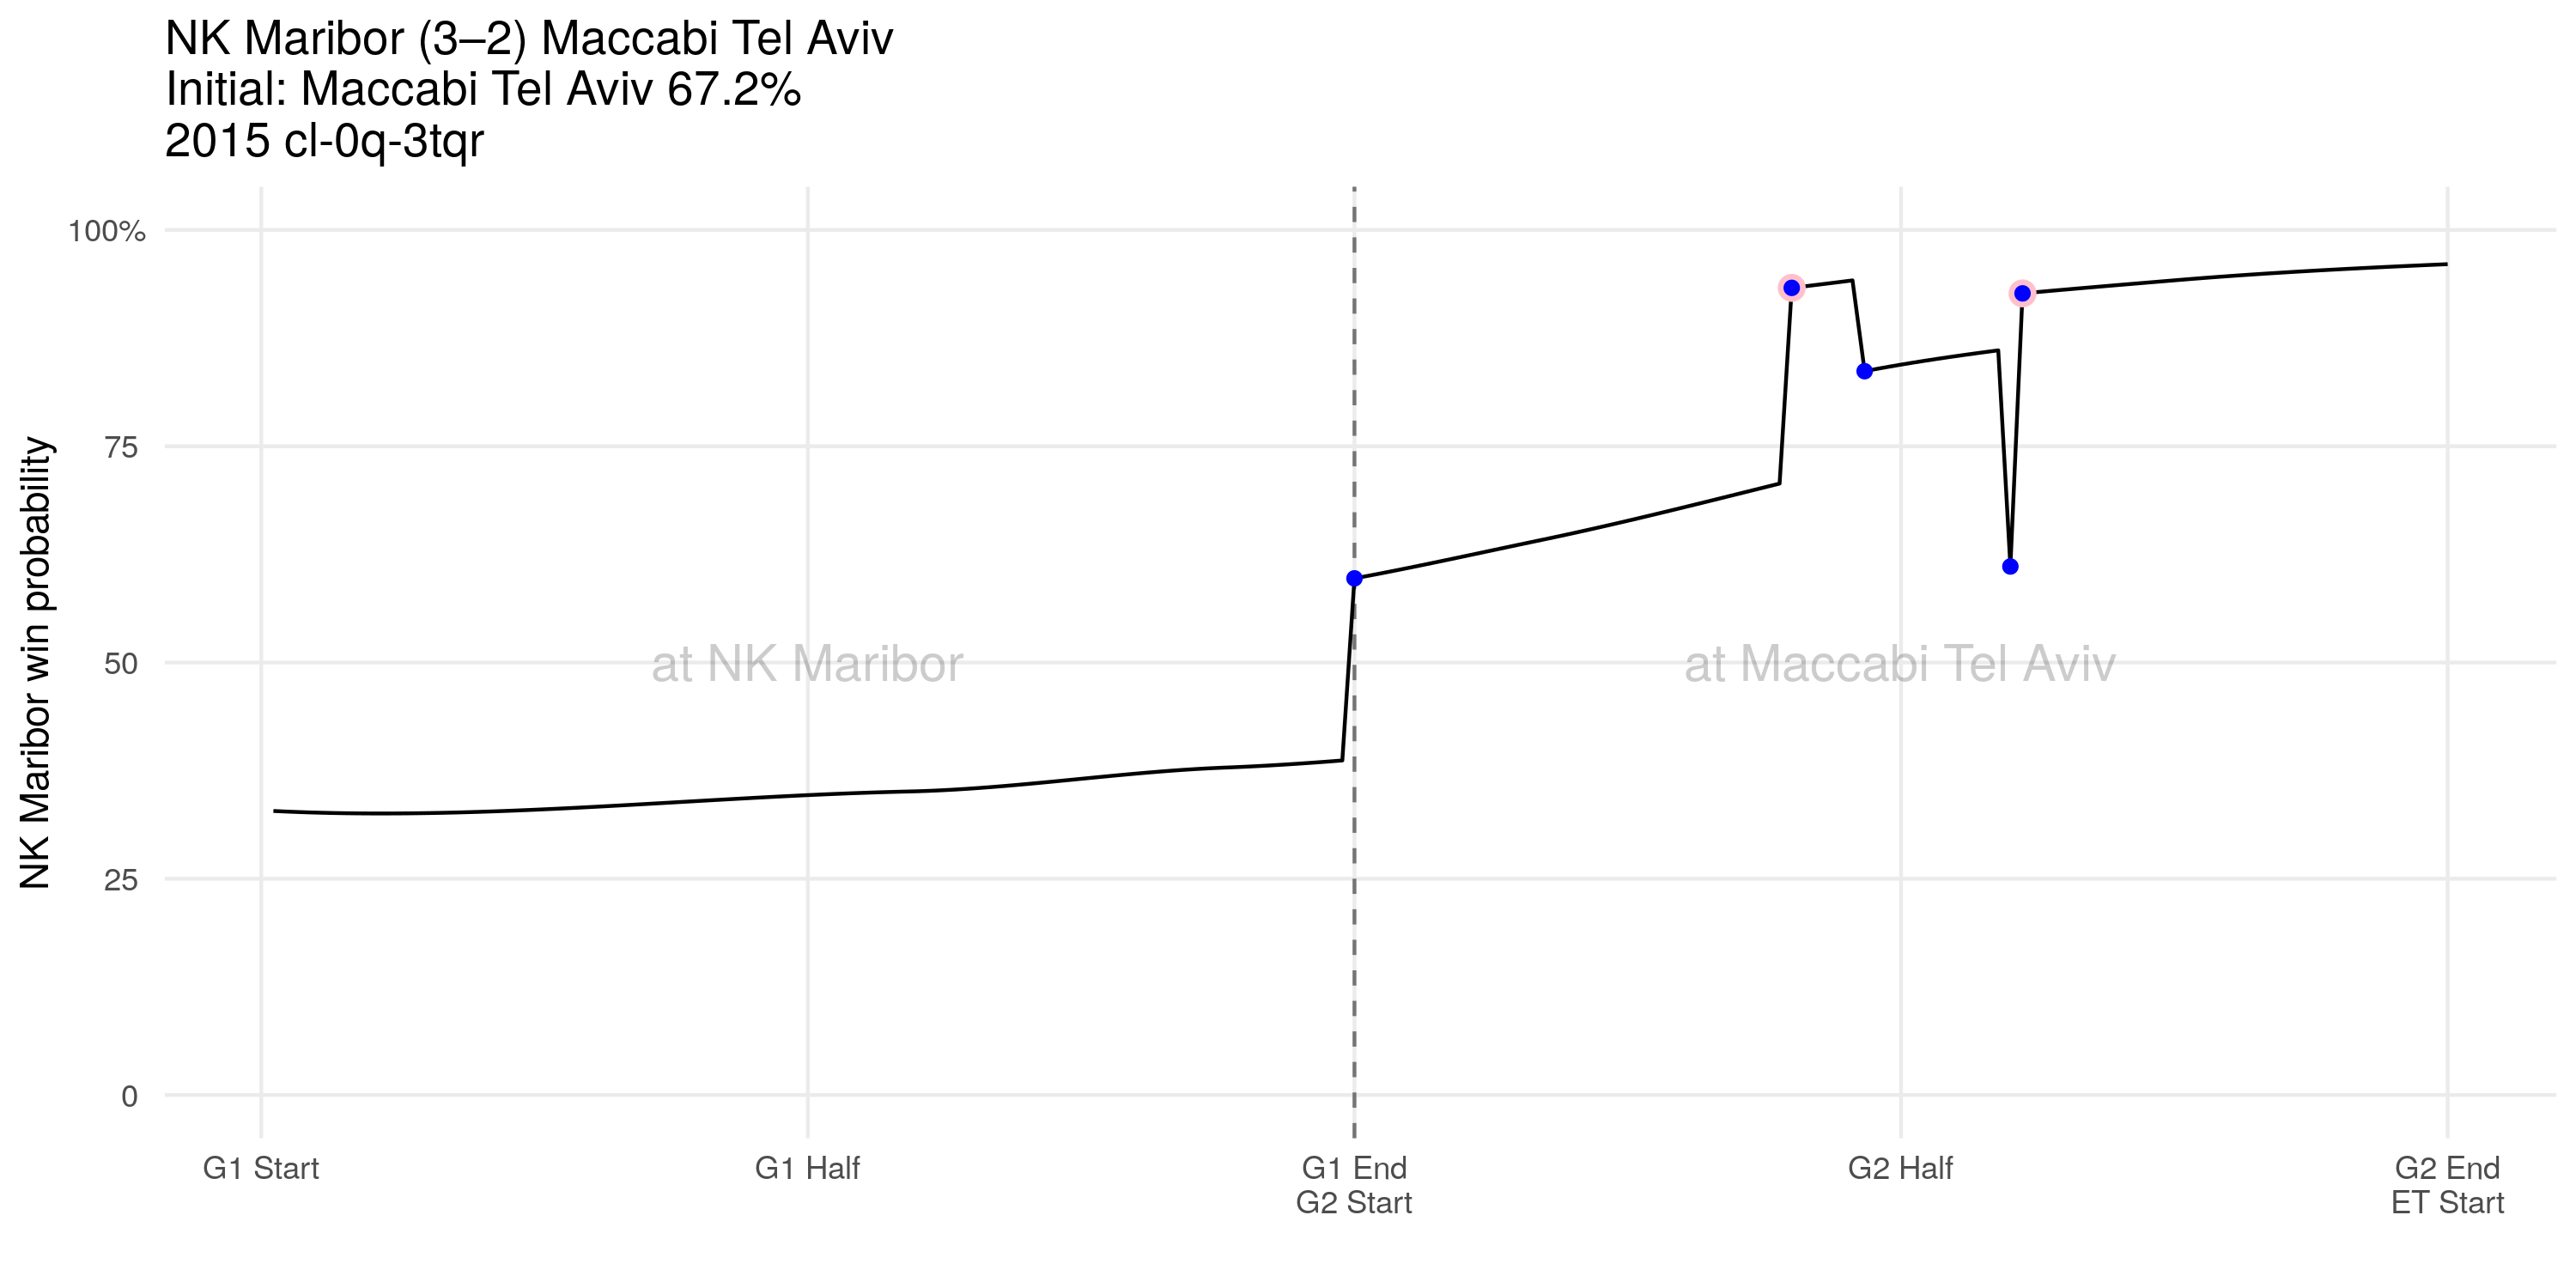 NK Maribor (3–2) Maccabi Tel Aviv
Initial: Maccabi Tel Aviv 67.2%
2015 cl-0q-3tqr
NK Maribor win probability
100%
75
50
25
0
at NK Maribor
at Maccabi Tel Aviv
G1 Start
G1 Half
G1 End
G2 Start
G2 Half
G2 End
ET Start